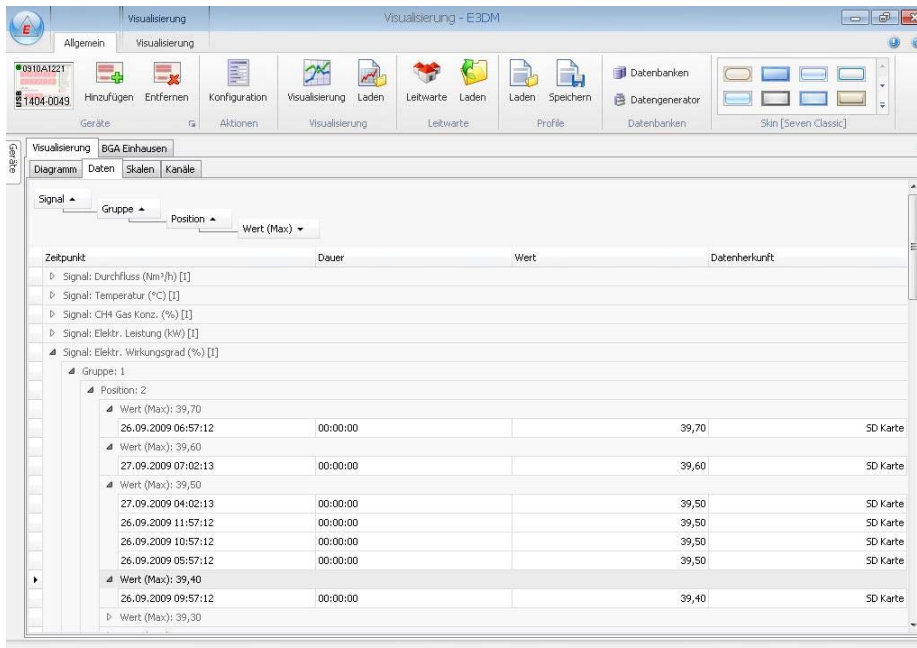 Visualisierung
Visualisierung - E3DM
Allgemein Visualisierung
0910A1221
1404-0049
Hinzufügen Entfernen Konfiguration Visualisierung Laden Leitwarte Laden Laden Speichern
Datenbanken
Datengenerator
Geräte Aktionen Visualisierung Leitwarte Profile Datenbanken Skin [Seven Classic]
Geräte
Visualisierung BGA Einhausen
Diagramm Daten Skalen Kanäle
Signal
Gruppe
Position
Wert (Max)
Zeitpunkt Dauer Wert Datenherkunft
Signal: Durchfluss (Nm³/h) [I]
Signal: Temperatur (°C) [I]
Signal: CH4 Gas Konz. (%) [I]
Signal: Elektr. Leistung (kW) [I]
Signal: Elektr. Wirkungsgrad (%) [I]
Gruppe: 1
Position: 2
Wert (Max): 39,70
26.09.2009 06:57:12 00:00:00 39,70 SD Karte
Wert (Max): 39,60
27.09.2009 07:02:13 00:00:00 39,60 SD Karte
Wert (Max): 39,50
27.09.2009 04:02:13 00:00:00 39,50 SD Karte
26.09.2009 11:57:12 00:00:00 39,50 SD Karte
26.09.2009 10:57:12 00:00:00 39,50 SD Karte
26.09.2009 05:57:12 00:00:00 39,50 SD Karte
Wert (Max): 39,40
26.09.2009 09:57:12 00:00:00 39,40 SD Karte
Wert (Max): 39,30